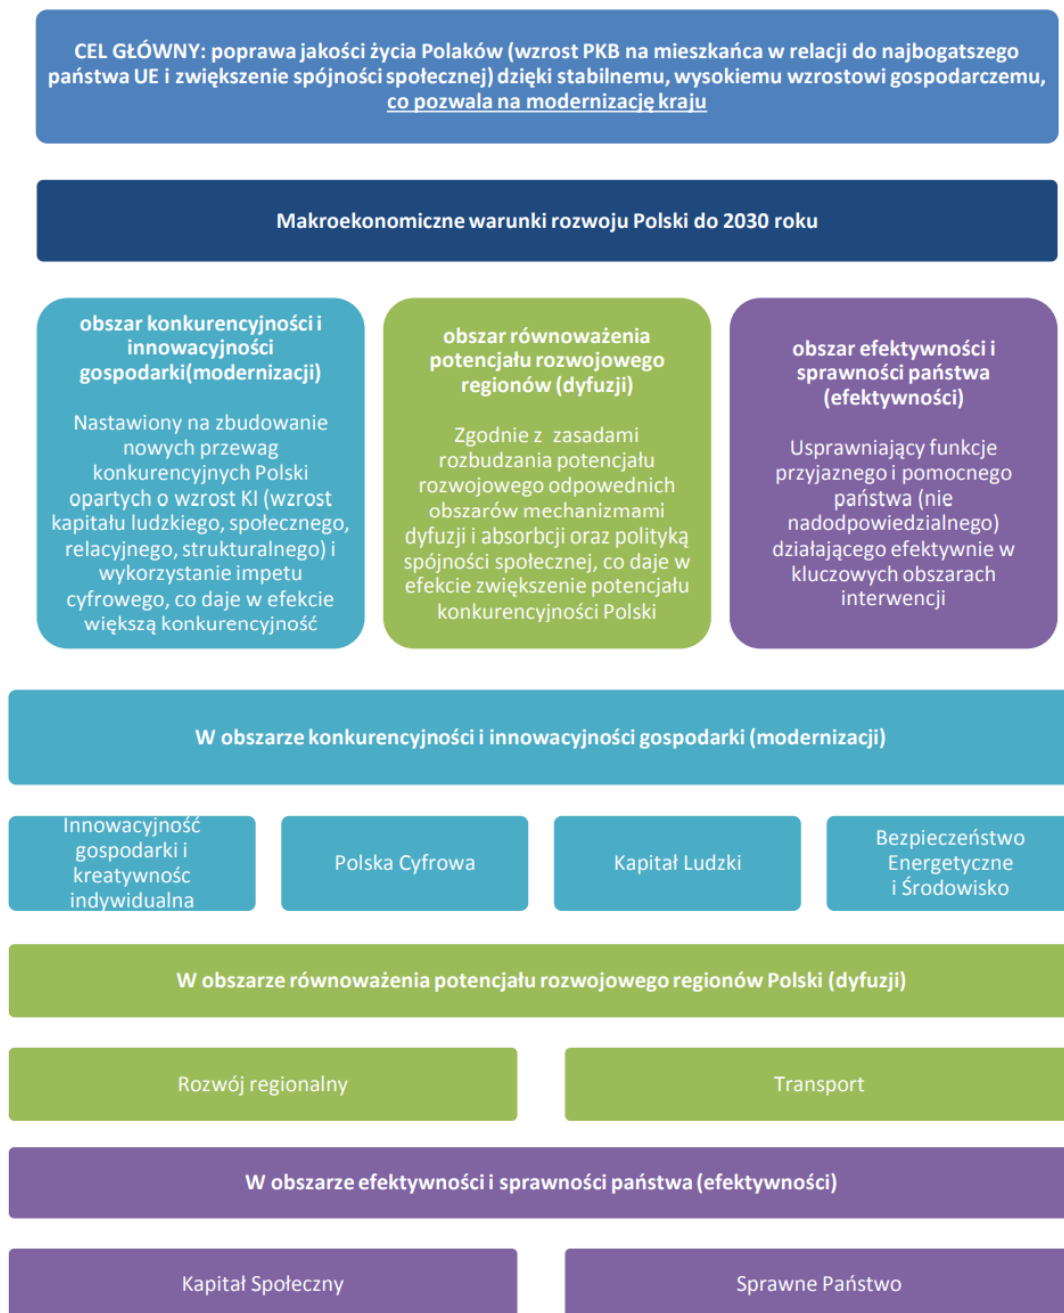 CEL GŁÓWNY: poprawa jakości życia Polaków (wzrost PKB na mieszkańca w relacji do najbogatszego
państwa UE i zwiększenie spójności społecznej) dzięki stabilnemu, wysokiemu wzrostowi gospodarczemu,
co pozwala na modernizację kraju
Makroekonomiczne warunki rozwoju Polski do 2030 roku
obszar konkurencyjności i
innowacyjności
gospodarki(modernizacji)
Nastawiony na zbudowanie
nowych przewag
konkurencyjnych Polski
opartych o wzrost KI (wzrost
kapitału ludzkiego, społecznego,
relacyjnego, strukturalnego) i
wykorzystanie impetu
cyfrowego, co daje w efekcie
większą konkurencyjność
obszar równoważenia
potencjału rozwojowego
regionów (dyfuzji)
Zgodnie z zasadami
rozbudzania potencjału
rozwojowego odpowednich
obszarów mechanizmami
dyfuzji i absorbcji oraz polityką
spójności społecznej, co daje w
efekcie zwiększenie potencjału
konkurencyjności Polski
obszar efektywności i
sprawności państwa
(efektywności)
Usprawniający funkcje
przyjaznego i pomocnego
państwa (nie
nadodpowiedzialnego)
działającego efektywnie w
kluczowych obszarach
interwencji
W obszarze konkurencyjności i innowacyjności gospodarki (modernizacji)
Innowacyjność
gospodarki i
kreatywnośc
indywidualna
Polska Cyfrowa
Kapitał Ludzki
Bezpieczeństwo
Energetyczne
i Środowisko
W obszarze równoważenia potencjału rozwojowego regionów Polski (dyfuzji)
Rozwój regionalny
Transport
W obszarze efektywności i sprawności państwa (efektywności)
Kapitał Społeczny
Sprawne Państwo